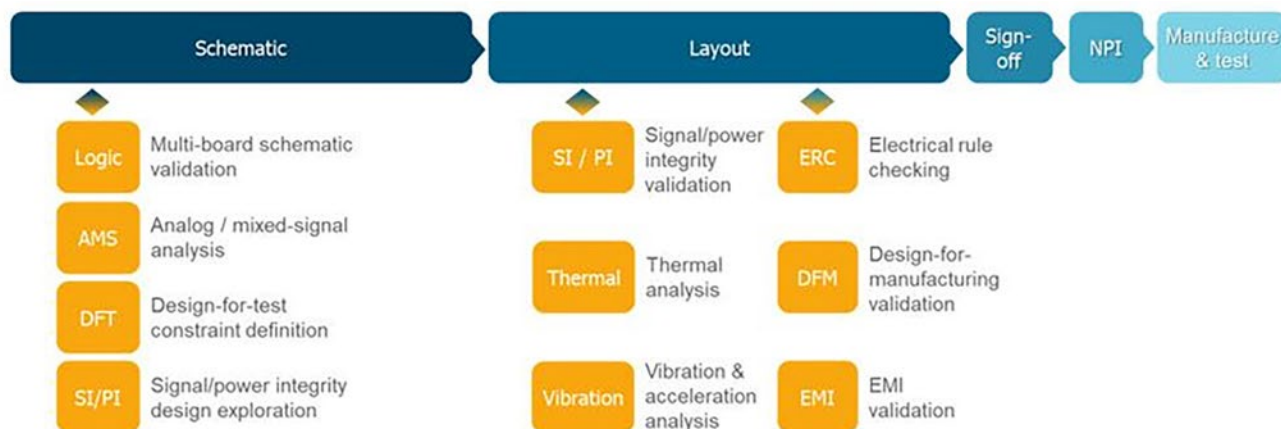 Schematic
Layout
Sign-
off
NPI
Manufacture
& test
Logic
Multi-board schematic
validation
AMS
Analog / mixed-signal
analysis
DFT
Design-for-test
constraint definition
SI/PI
Signal/power integrity
design exploration
SI / PI
Signal/power
integrity
validation
Thermal
Thermal
analysis
Vibration
Vibration &
acceleration
analysis
ERC
Electrical rule
checking
DFM
Design-for-
manufacturing
validation
EMI
EMI
validation